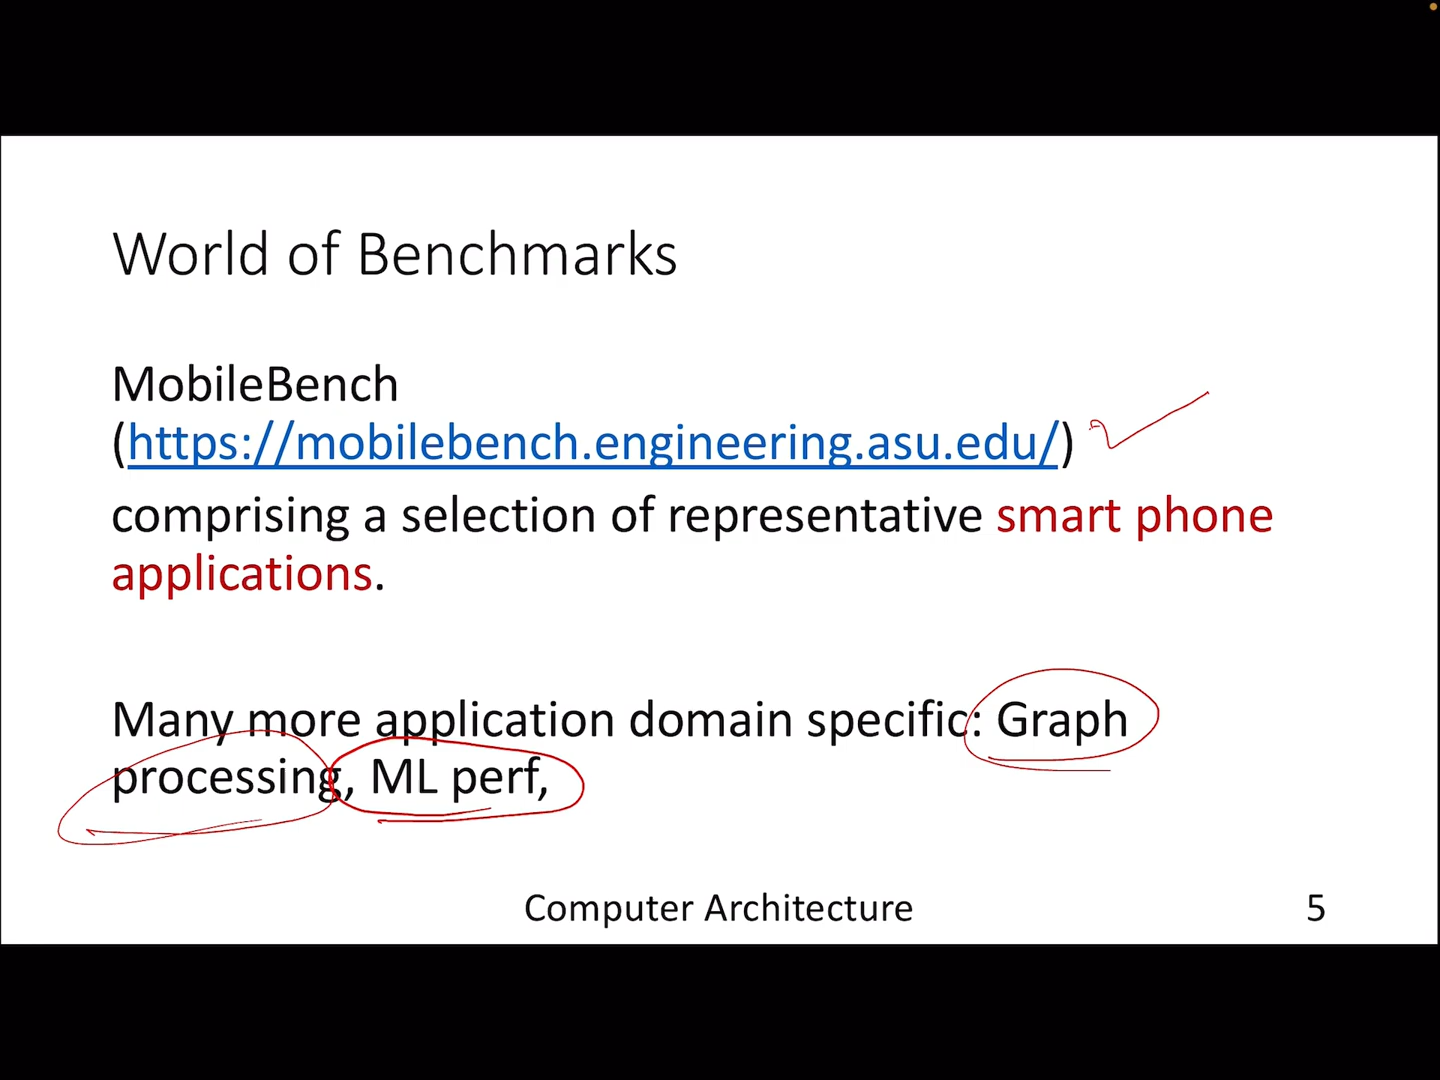 World of Benchmarks
MobileBench
(https://mobilebench.engineering.asu.edu/)
comprising a selection of representative smart phone
applications.
Many more application domain specific: Graph
processing, ML perf,
Computer Architecture
5